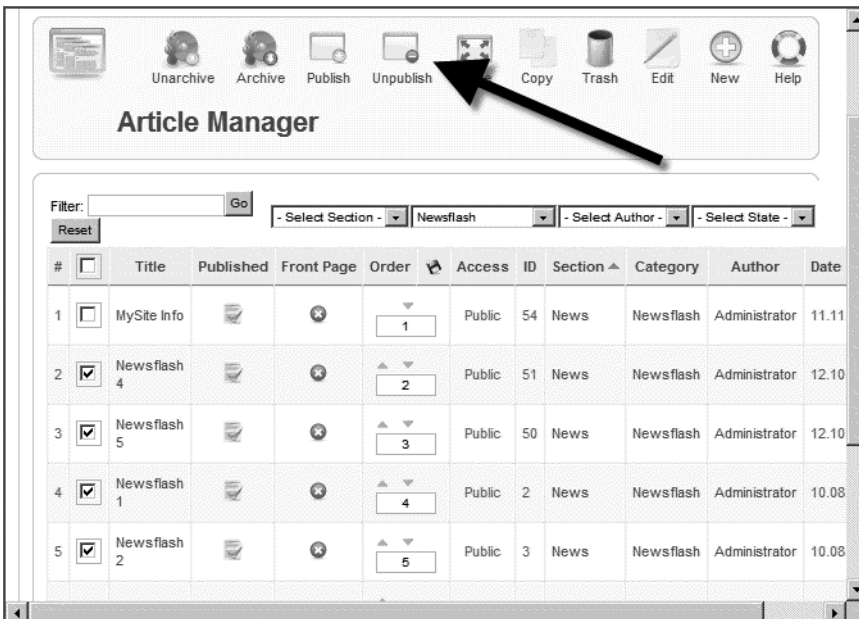 Unarchive Archive Publish Unpublish Copy Trash Edit New Help
Article Manager
Filter: Go
- Select Section - Newsflash - Select Author - - Select State -
Reset
# Title Published Front Page Order Access ID Section Category Author Date
1 MySite Info 1 Public 54 News Newsflash Administrator 11.11
2 Newsflash 4 2 Public 51 News Newsflash Administrator 12.10
3 Newsflash 5 3 Public 50 News Newsflash Administrator 12.10
4 Newsflash 1 4 Public 2 News Newsflash Administrator 10.08
5 Newsflash 2 5 Public 3 News Newsflash Administrator 10.08